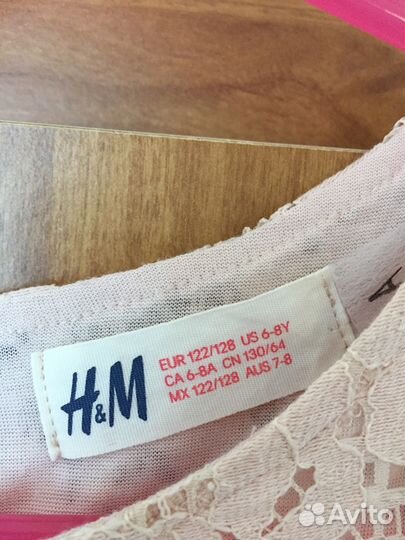 H&M
EUR 122/128 US 6-8Y
CA 6-8A CN 130/64
MX 122/128 AUS 7-8
Avito